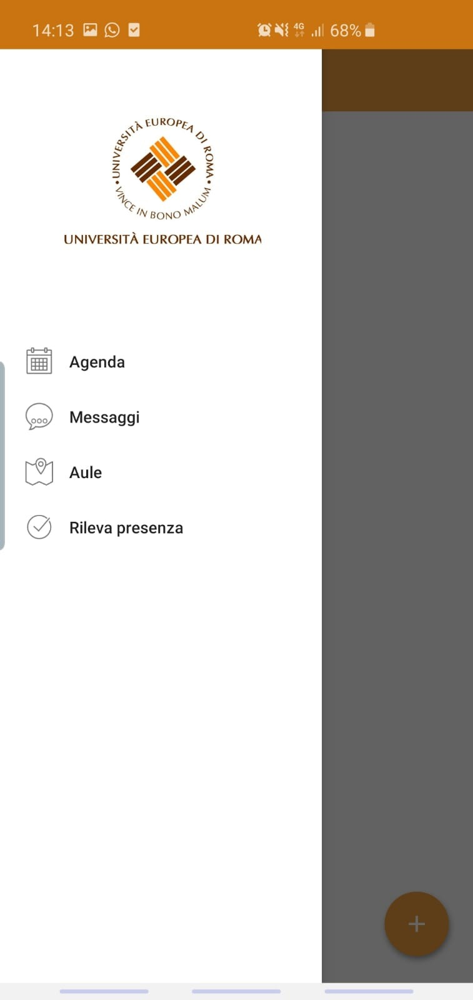 14:13 4G 68%
UNIVERSITÀ EUROPEA DI ROMA • VINCE IN BONO MALUM •
UNIVERSITÀ EUROPEA DI ROMA
Agenda
Messaggi
Aule
Rileva presenza
+